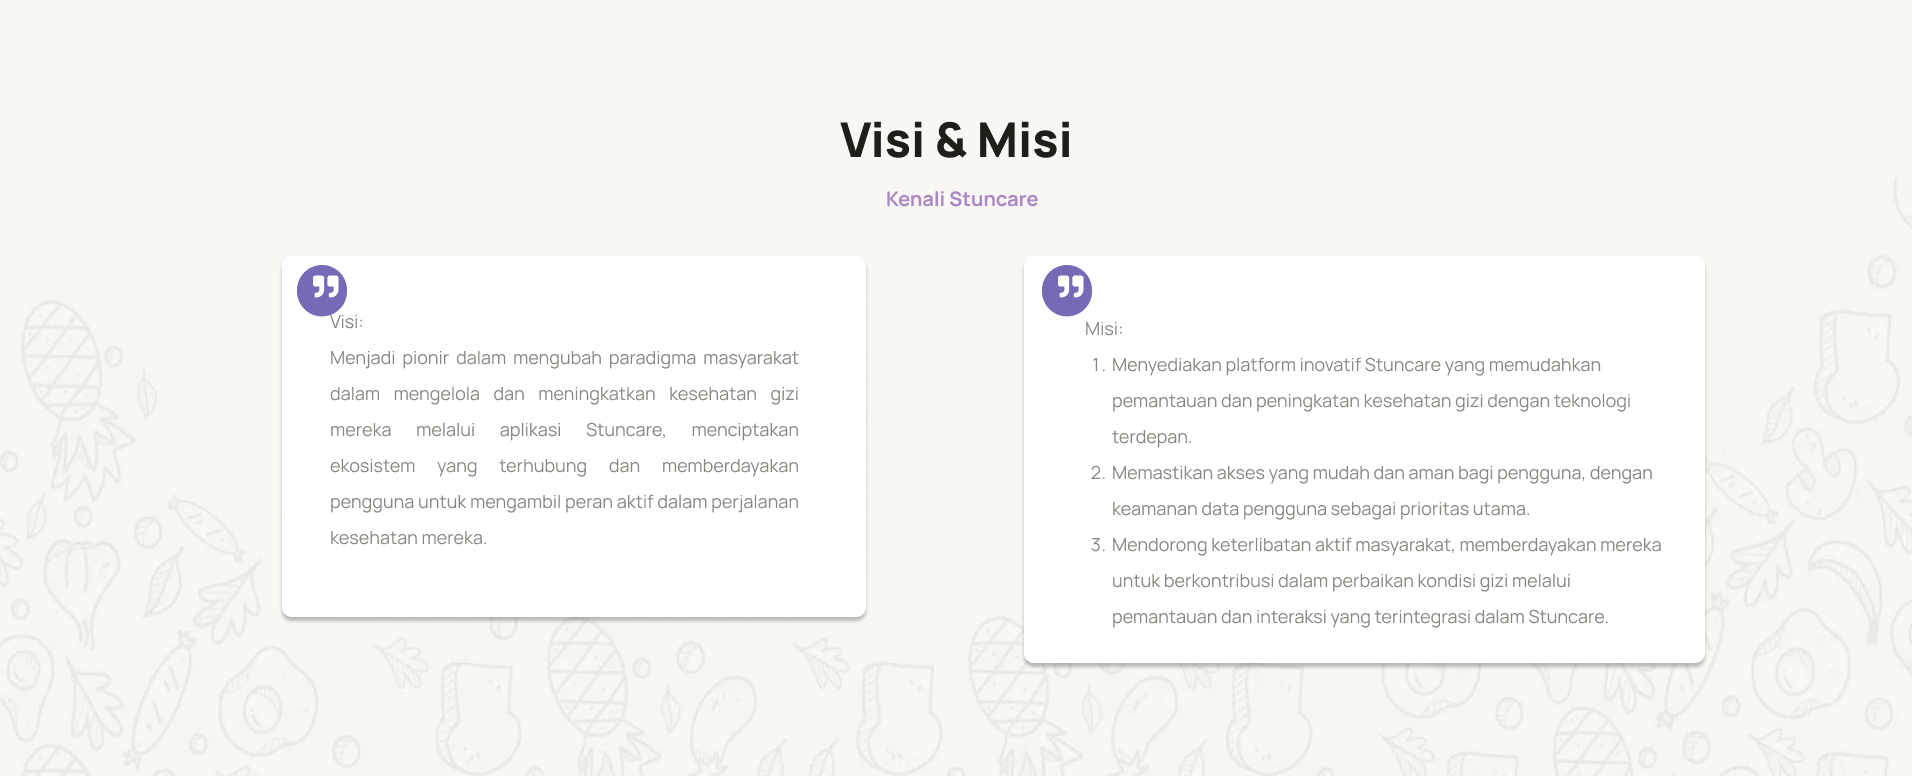 Visi & Misi
Kenali Stuncare
Visi:
Menjadi pionir dalam mengubah paradigma masyarakat
dalam mengelola dan meningkatkan kesehatan gizi
mereka melalui aplikasi Stuncare, menciptakan
ekosistem yang terhubung dan memberdayakan
pengguna untuk mengambil peran aktif dalam perjalanan
kesehatan mereka.
Misi:
1. Menyediakan platform inovatif Stuncare yang memudahkan
pemantauan dan peningkatan kesehatan gizi dengan teknologi
terdepan.
2. Memastikan akses yang mudah dan aman bagi pengguna, dengan
keamanan data pengguna sebagai prioritas utama.
3. Mendorong keterlibatan aktif masyarakat, memberdayakan mereka
untuk berkontribusi dalam perbaikan kondisi gizi melalui
pemantauan dan interaksi yang terintegrasi dalam Stuncare.